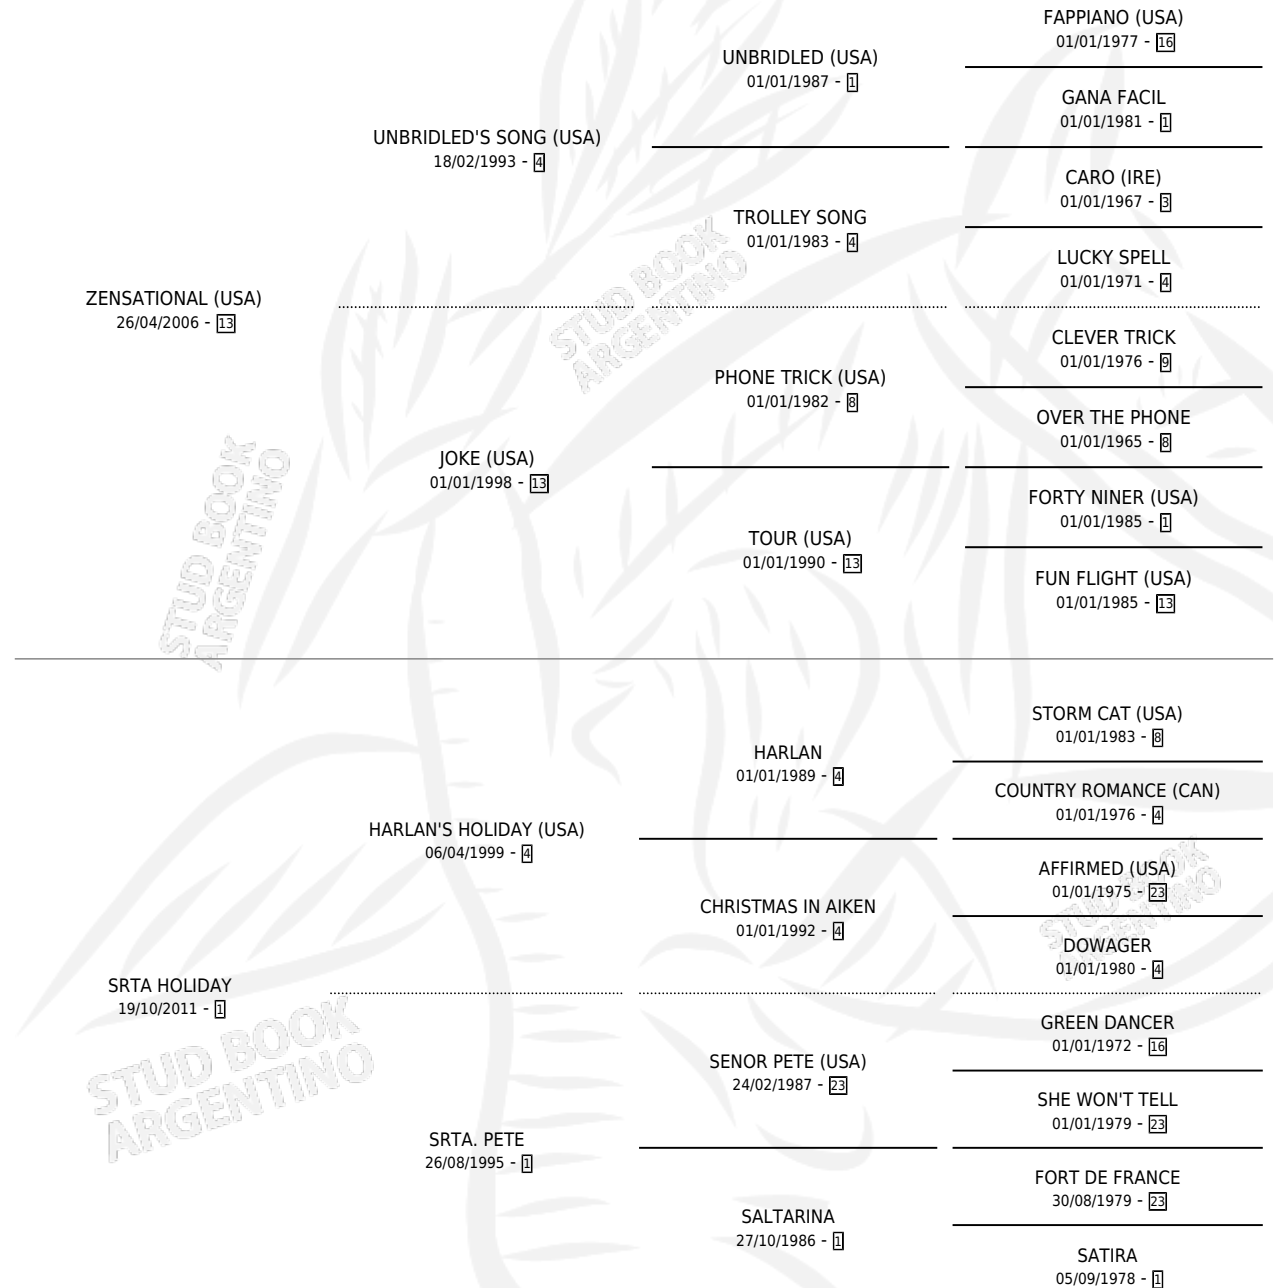 FAPPIANO (USA)
01/01/1977 - 16
UNBRIDLED (USA)
01/01/1987 - 1
GANA FACIL
01/01/1981 - 1
UNBRIDLED'S SONG (USA)
18/02/1993 - 4
CARO (IRE)
01/01/1967 - 3
TROLLEY SONG
01/01/1983 - 4
LUCKY SPELL
01/01/1971 - 4
ZENSATIONAL (USA)
26/04/2006 - 13
STUD BOOK
ARGENTINO
CLEVER TRICK
01/01/1976 - 9
PHONE TRICK (USA)
01/01/1982 - 8
OVER THE PHONE
01/01/1965 - 8
JOKE (USA)
01/01/1998 - 13
FORTY NINER (USA)
01/01/1985 - 1
TOUR (USA)
01/01/1990 - 13
FUN FLIGHT (USA)
01/01/1985 - 13
STUD BOOK
ARGENTINO
STORM CAT (USA)
01/01/1983 - 8
HARLAN
01/01/1989 - 4
COUNTRY ROMANCE (CAN)
01/01/1976 - 4
HARLAN'S HOLIDAY (USA)
06/04/1999 - 4
AFFIRMED (USA)
01/01/1975 - 23
CHRISTMAS IN AIKEN
01/01/1992 - 4
STUD BOOK
ARGENTINO
DOWAGER
01/01/1980 - 4
SRTA HOLIDAY
19/10/2011 - 1
STUD BOOK
ARGENTINO
GREEN DANCER
01/01/1972 - 16
SENOR PETE (USA)
24/02/1987 - 23
SHE WON'T TELL
01/01/1979 - 23
SRTA. PETE
26/08/1995 - 1
FORT DE FRANCE
30/08/1979 - 23
SALTARINA
27/10/1986 - 1
SATIRA
05/09/1978 - 1